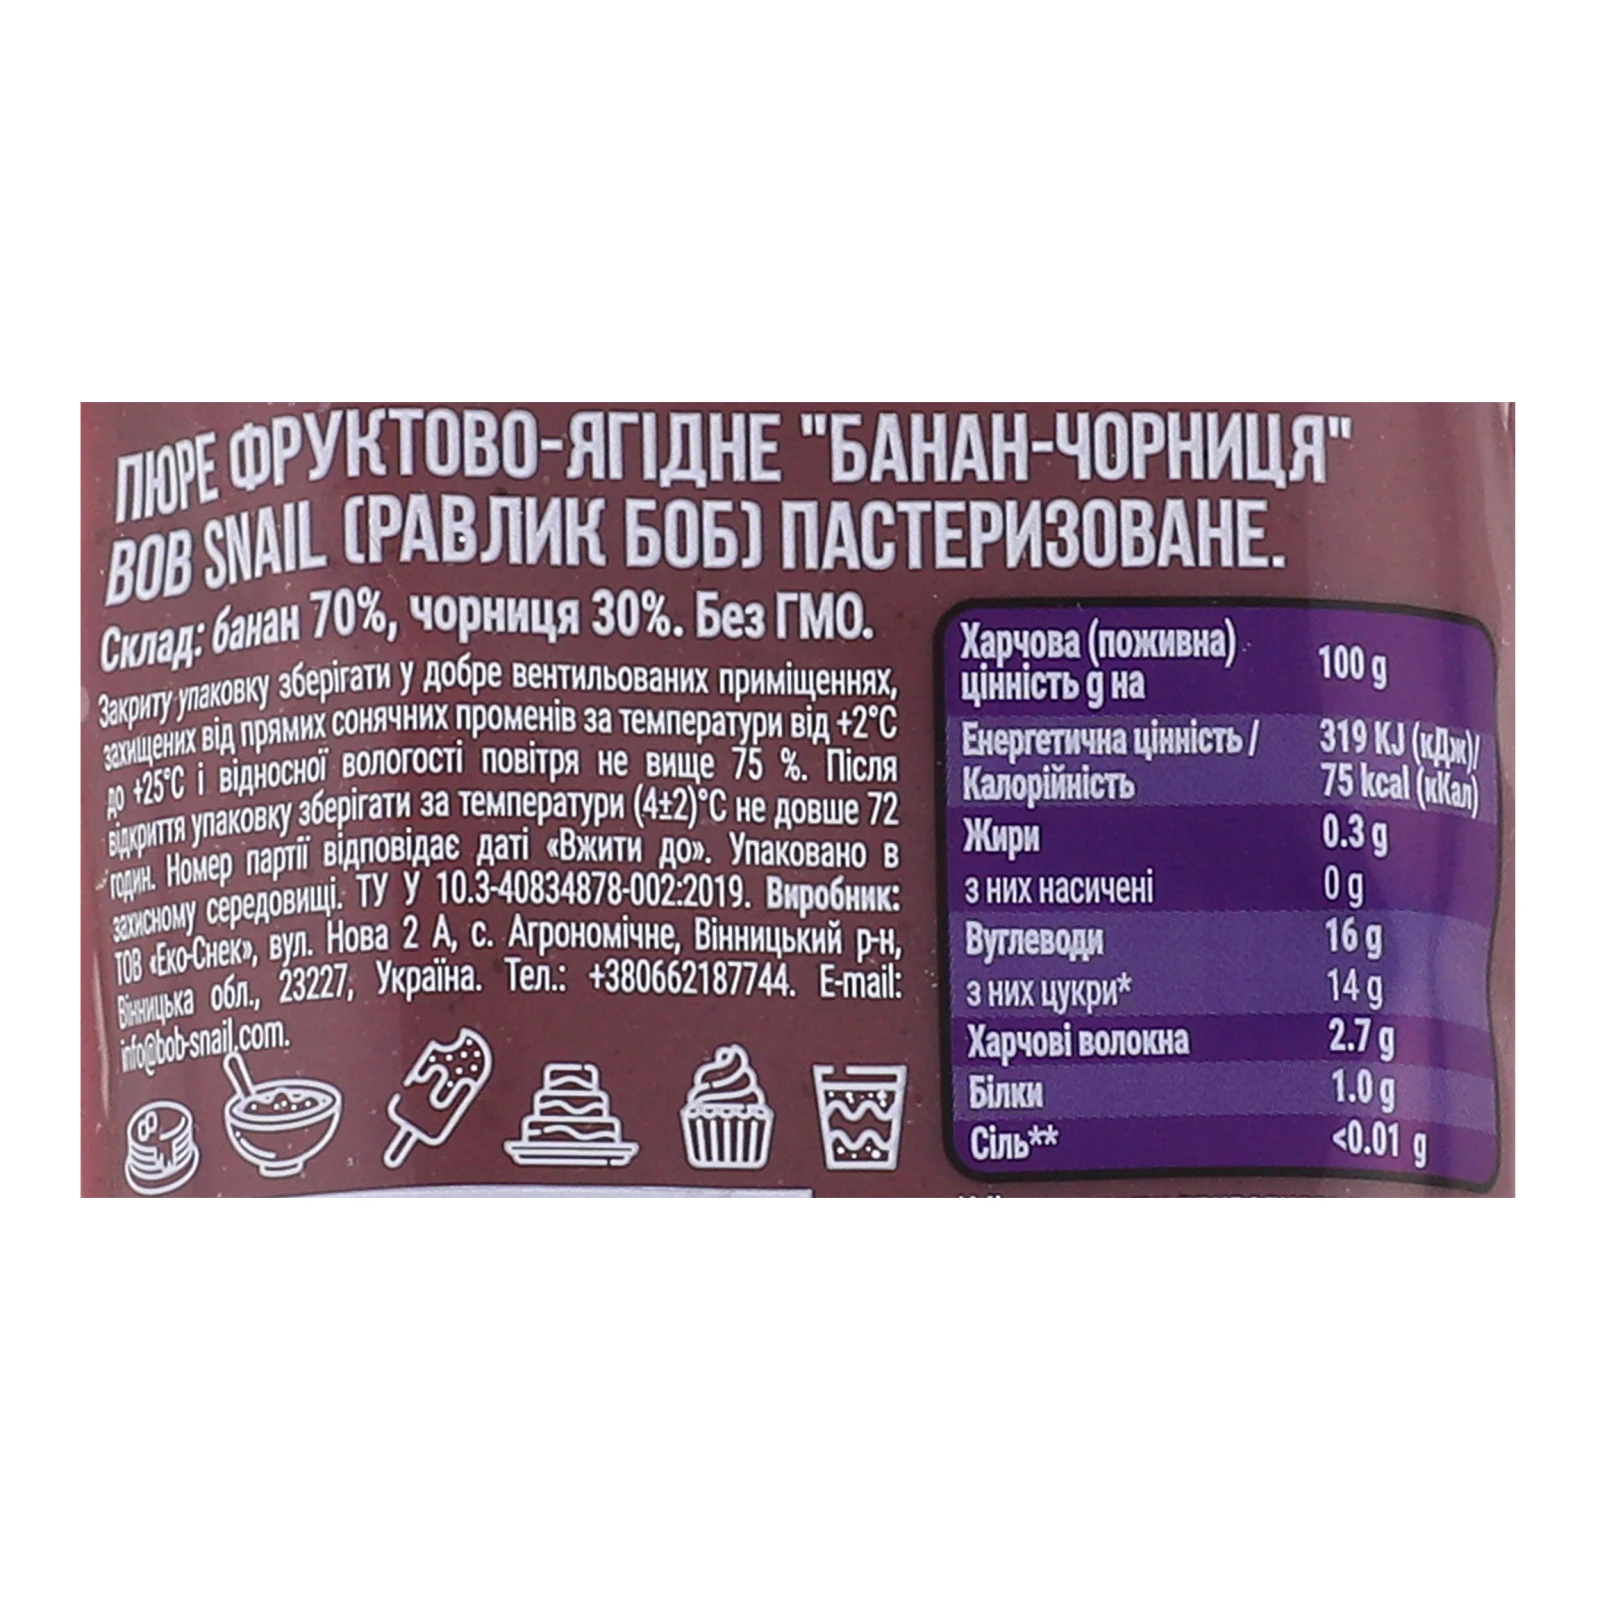 ПЮРЕ ФРУКТОВО-ЯГІДНЕ "БАНАН-ЧОРНИЦЯ"
BOB SNAIL (РАВЛИК БОБ) ПАСТЕРИЗОВАНЕ.
Склад: банан 70%, чорниця 30%. Без ГМО.
Закриту упаковку зберігати у добре вентильованих приміщеннях,
захищених від прямих сонячних променів за температури від +2°С
до +25°С і відносної вологості повітря не вище 75 %. Після
відкриття упаковку зберігати за температури (4±2)°С не довше 72
годин. Номер партії відповідає даті «Вжити до». Упаковано в
захисному середовищі. ТУ У 10.3-40834878-002:2019. Виробник:
ТОВ «Еко-Снек», вул. Нова 2 А, с. Агрономічне, Вінницький р-н,
Вінницька обл., 23227, Україна. Тел.: +380662187744. E-mail:
info@bob-snail.com.
Харчова (поживна)
цінність g на 100 g
Енергетична цінність / 319 KJ (кДж)/
Калорійність 75 kcal (кКал)
Жири 0.3 g
з них насичені 0 g
Вуглеводи 16 g
з них цукри* 14 g
Харчові волокна 2.7 g
Білки 1.0 g
Сіль** <0.01 g